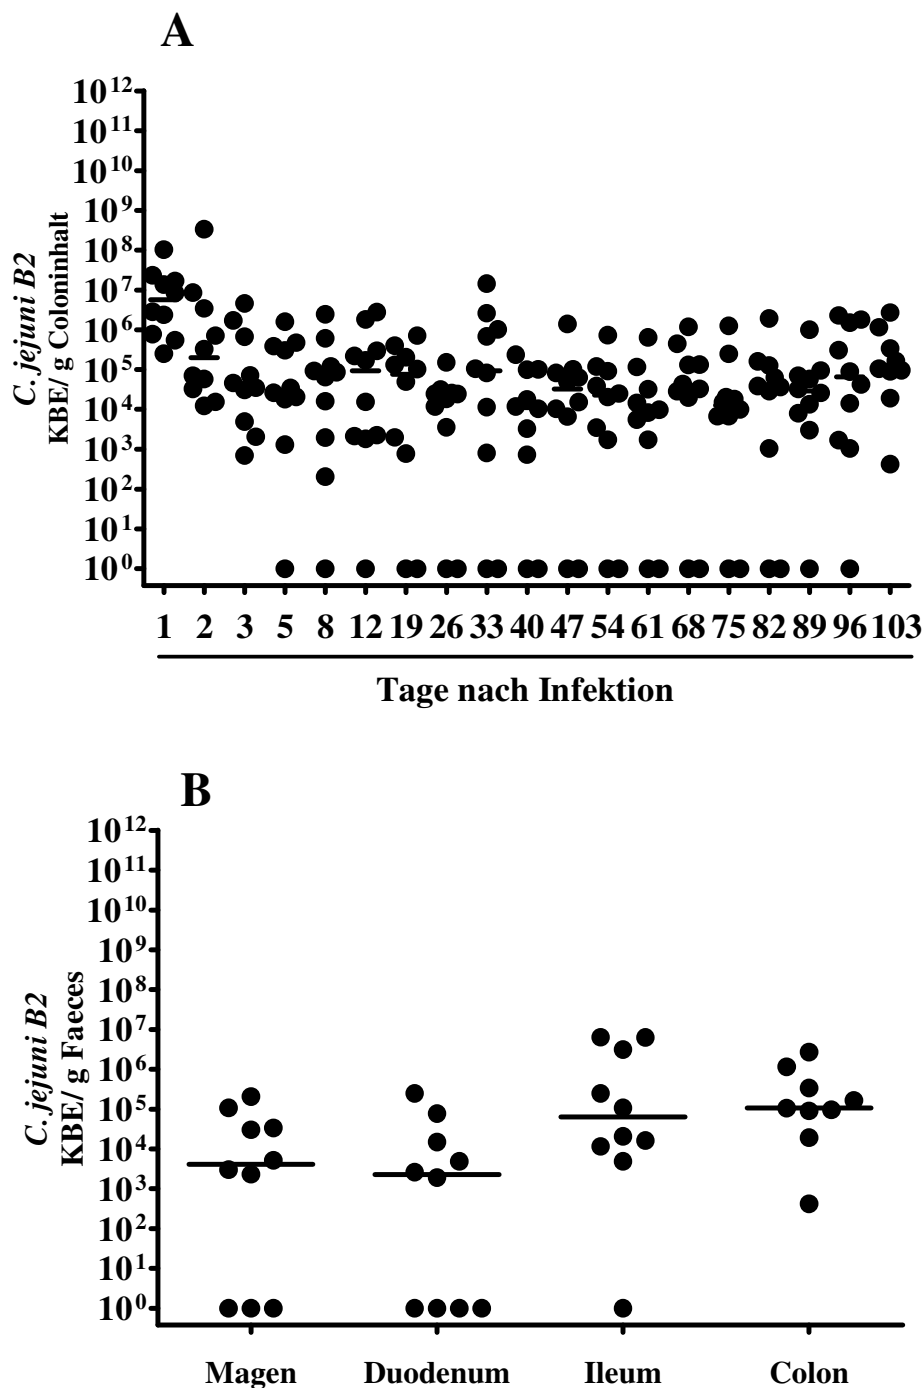 A
10¹²
10¹¹
10¹⁰
10⁹
10⁸
10⁷
10⁶
10⁵
10⁴
10³
10²
10¹
10⁰
C. jejuni B2
KBE/ g Coloninhalt
1 2 3 5 8 12 19 26 33 40 47 54 61 68 75 82 89 96 103
Tage nach Infektion
B
10¹²
10¹¹
10¹⁰
10⁹
10⁸
10⁷
10⁶
10⁵
10⁴
10³
10²
10¹
10⁰
C. jejuni B2
KBE/ g Faeces
Magen Duodenum Ileum Colon